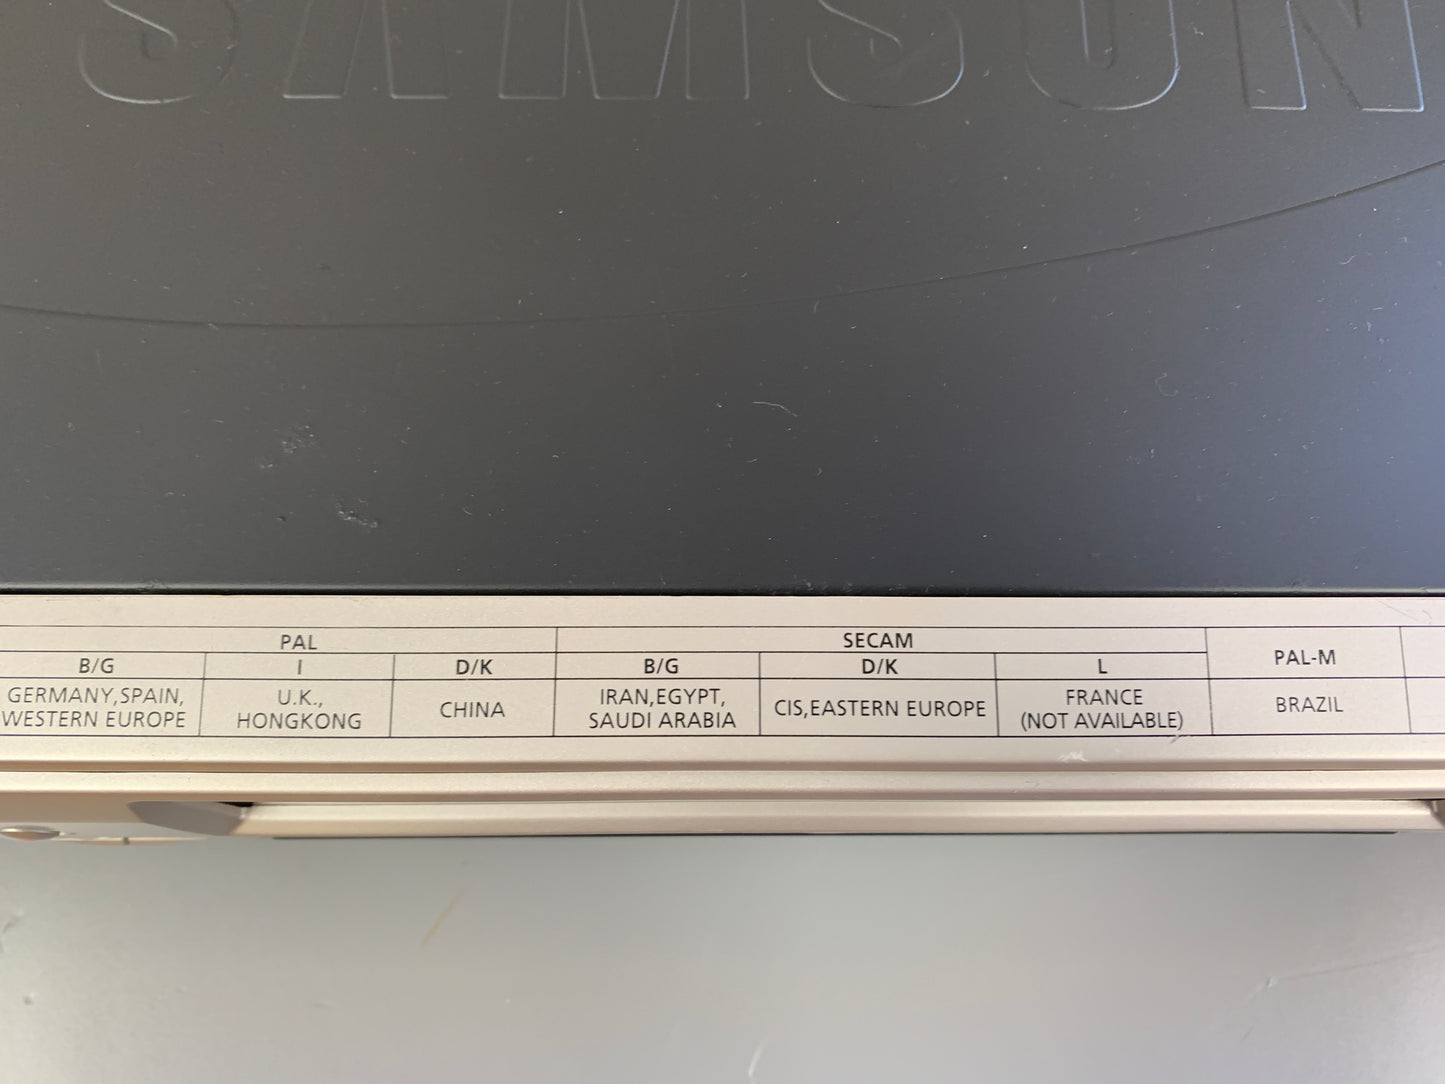 SAMSUN
PAL SECAM PAL-M
B/G I D/K B/G D/K L
GERMANY,SPAIN,
WESTERN EUROPE
U.K.,
HONGKONG
CHINA
IRAN,EGYPT,
SAUDI ARABIA
CIS,EASTERN EUROPE
FRANCE
(NOT AVAILABLE)
BRAZIL